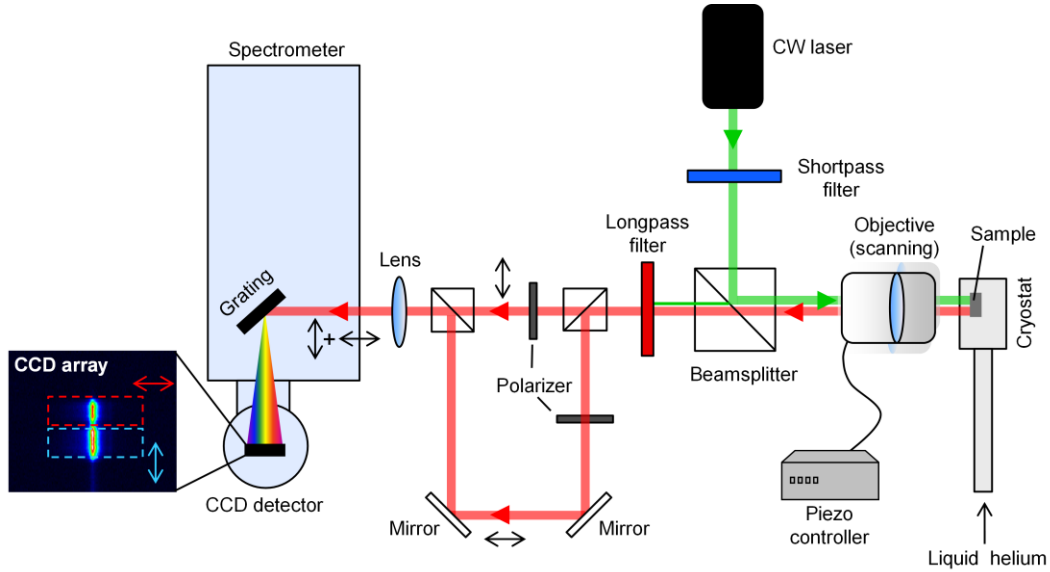 Spectrometer
CW laser
Shortpass
filter
Longpass
filter
Objective
(scanning)
Sample
Lens
Grating
Cryostat
+
CCD array
Polarizer
Beamsplitter
CCD detector
Mirror
Mirror
Piezo
controller
Liquid helium